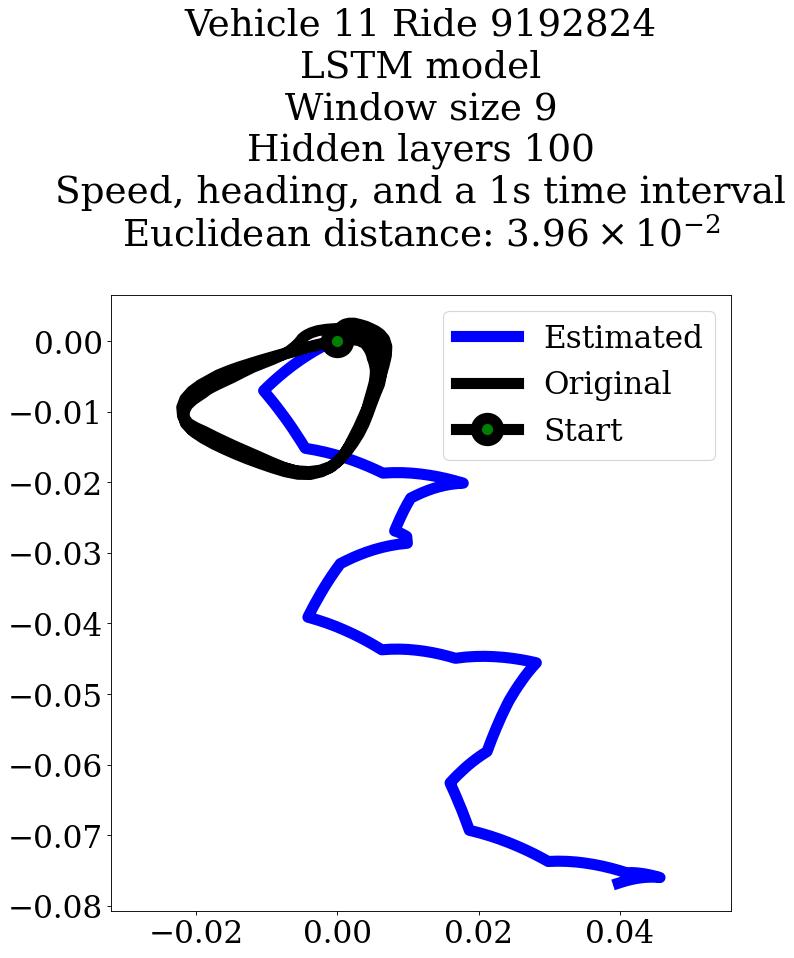 Vehicle 11 Ride 9192824
LSTM model
Window size 9
Hidden layers 100
Speed, heading, and a 1s time interval
Euclidean distance: 3.96 × 10⁻²
Estimated
Original
Start
0.00
−0.01
−0.02
−0.03
−0.04
−0.05
−0.06
−0.07
−0.08
−0.02 0.00 0.02 0.04